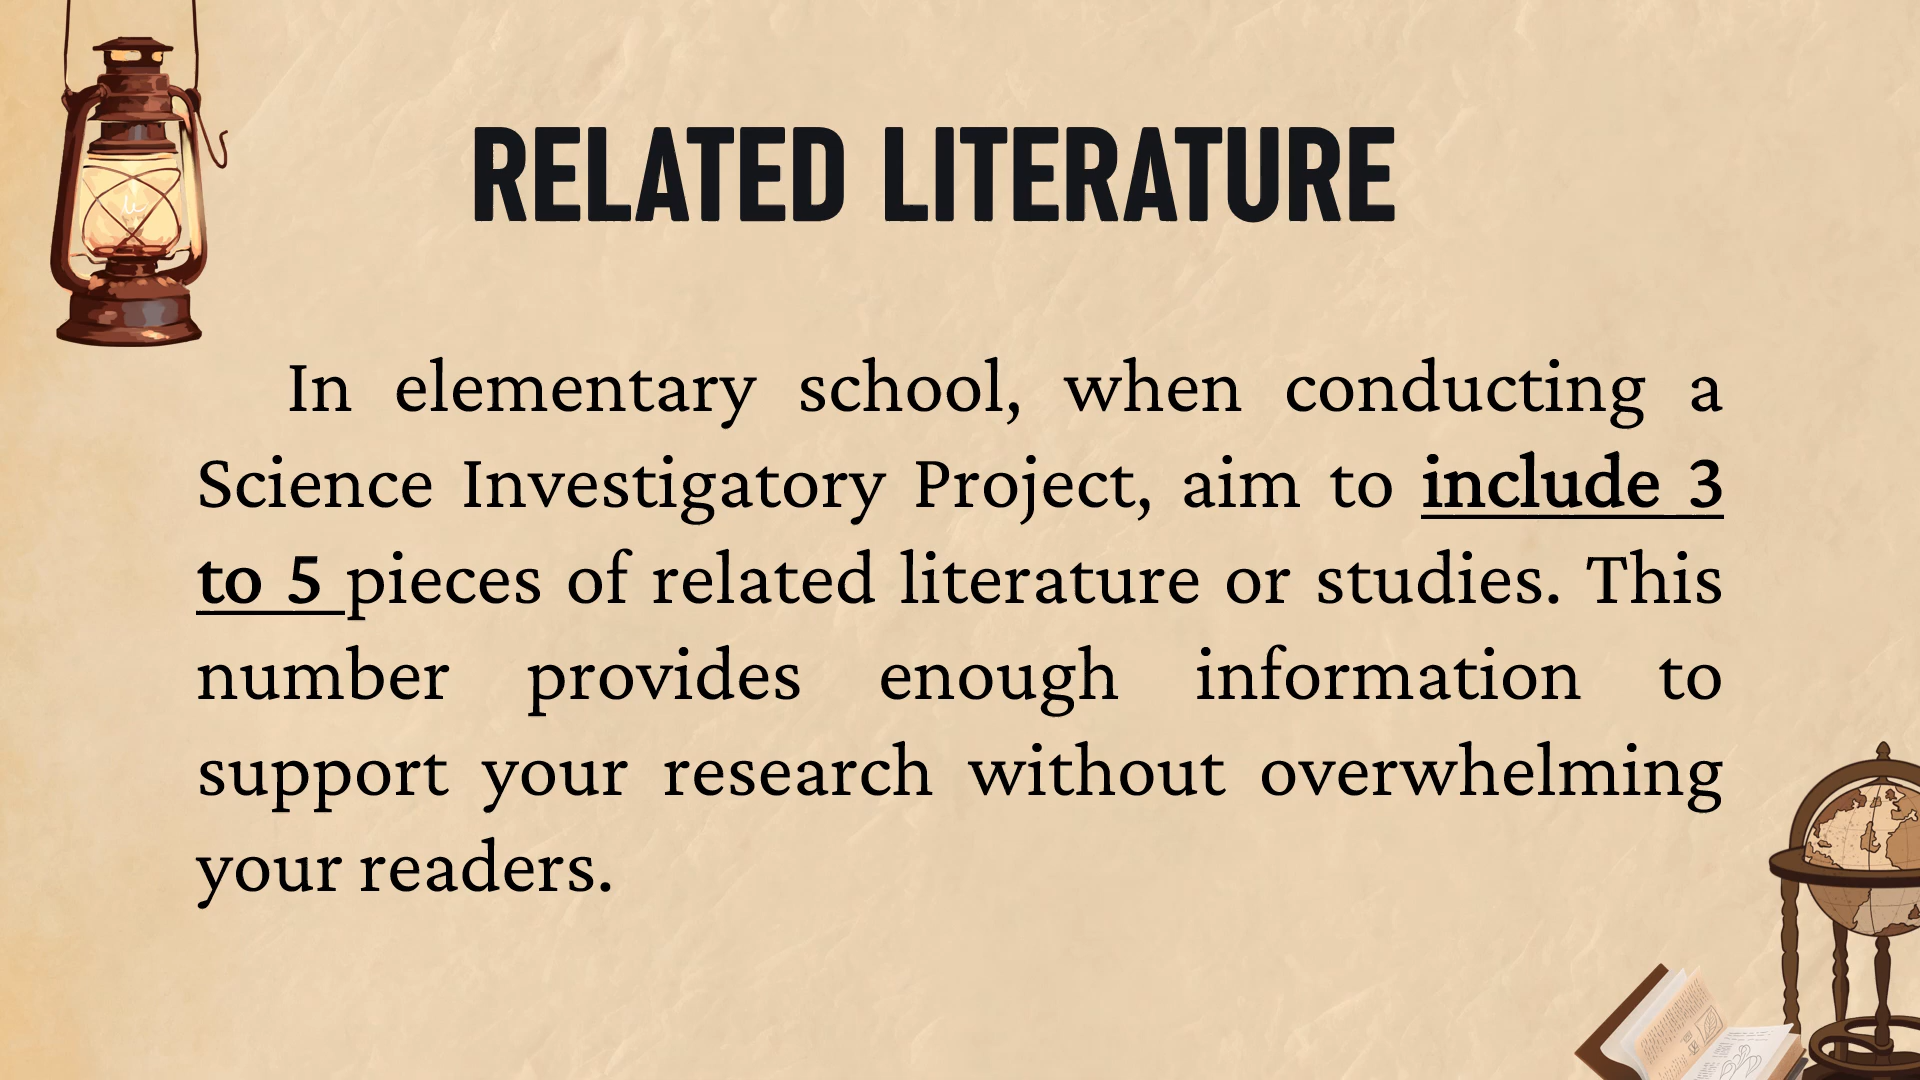 RELATED LITERATURE
In elementary school, when conducting a
Science Investigatory Project, aim to include 3
to 5 pieces of related literature or studies. This
number provides enough information to
support your research without overwhelming
your readers.